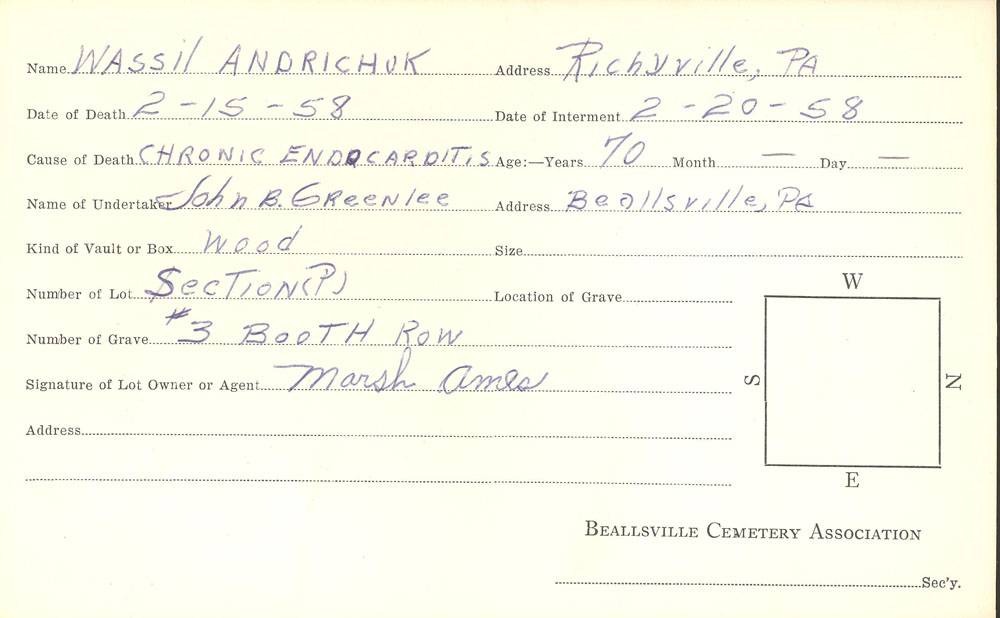 Name WASSIL ANDRICHUK Address Richyville, PA
Date of Death 2-15-58 Date of Interment 2-20-58
Cause of Death CHRONIC ENDOCARDITIS Age:—Years 70 Month — Day —
Name of Undertaker John B. Greenlee Address Beallsville, PA
Kind of Vault or Box Wood Size
Number of Lot Section (P) Location of Grave
Number of Grave #3 BOOTH ROW
Signature of Lot Owner or Agent Marsh Ames
Address
W
S N
E
BEALLSVILLE CEMETERY ASSOCIATION
Sec'y.